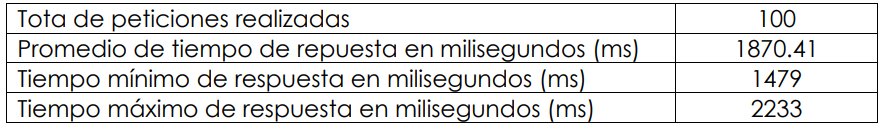 Tota de peticiones realizadas 100
Promedio de tiempo de repuesta en milisegundos (ms) 1870.41
Tiempo mínimo de respuesta en milisegundos (ms) 1479
Tiempo máximo de respuesta en milisegundos (ms) 2233